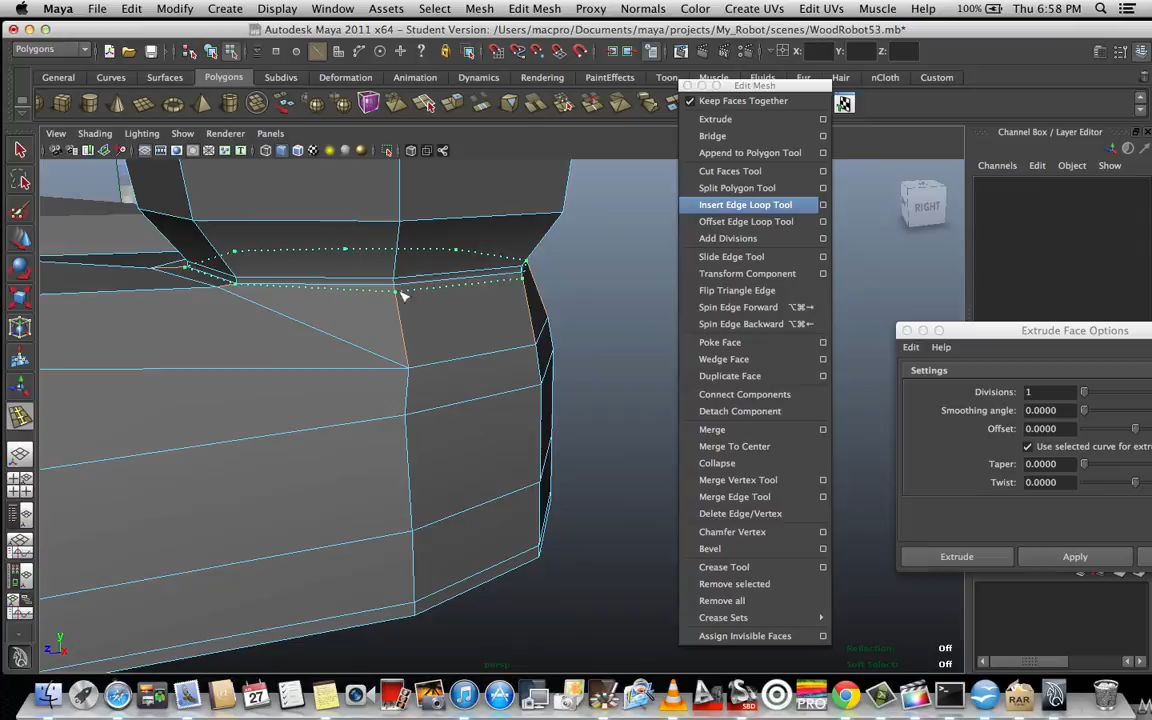 Maya File Edit Modify Create Display Window Assets Select Mesh Edit Mesh Proxy Normals Color Create UVs Edit UVs Muscle Help 100% Thu 6:58 PM
Autodesk Maya 2011 x64 - Student Version: /Users/macpro/Documents/maya/projects/My_Robot/scenes/WoodRobot53.mb*
Polygons X: Y: Z:
General Curves Surfaces Polygons Subdivs Deformation Animation Dynamics Rendering PaintEffects Toon Muscle Fluids Fur Hair nCloth Custom
Edit Mesh
Keep Faces Together
Extrude
Bridge
Append to Polygon Tool
Cut Faces Tool
Split Polygon Tool
Insert Edge Loop Tool
Offset Edge Loop Tool
Add Divisions
Slide Edge Tool
Transform Component
Flip Triangle Edge
Spin Edge Forward ⌥⌘→
Spin Edge Backward ⌥⌘←
Poke Face
Wedge Face
Duplicate Face
Connect Components
Detach Component
Merge
Merge To Center
Collapse
Merge Vertex Tool
Merge Edge Tool
Delete Edge/Vertex
Chamfer Vertex
Bevel
Crease Tool
Remove selected
Remove all
Crease Sets
Assign Invisible Faces
View Shading Lighting Show Renderer Panels
RIGHT
Channel Box / Layer Editor
Channels Edit Object Show
Extrude Face Options
Edit Help
Settings
Divisions: 1
Smoothing angle: 0.0000
Offset: 0.0000
Use selected curve for extru
Taper: 0.0000
Twist: 0.0000
Extrude Apply
Off
Soft Select: Off
persp
y
z x
27
SBD
PRO
RAR